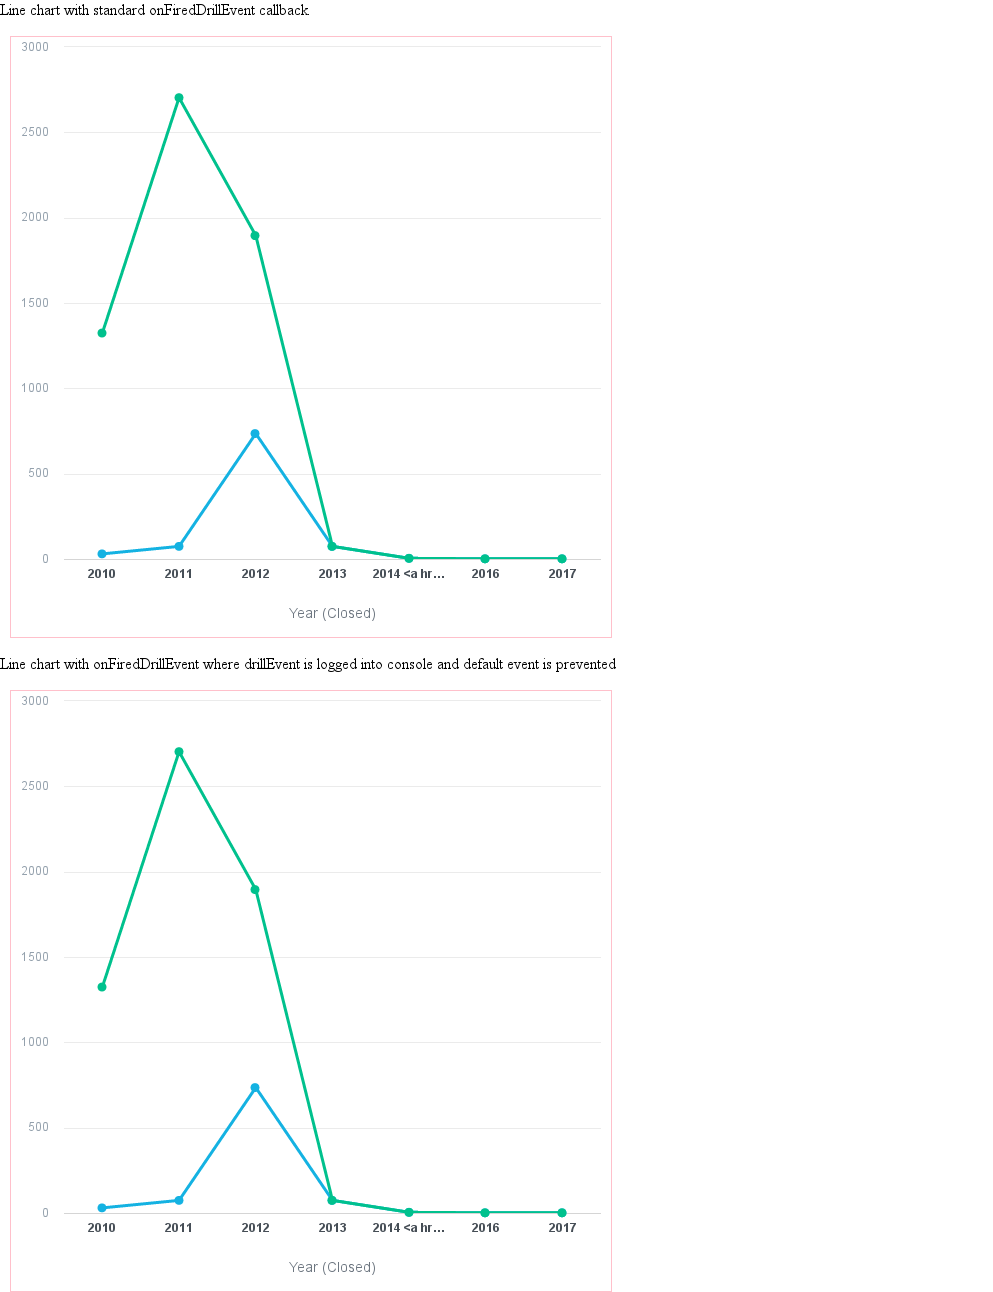 Line chart with standard onFiredDrillEvent callback
3000
2500
2000
1500
1000
500
0
2010 2011 2012 2013 2014 <a hr... 2016 2017
Year (Closed)
Line chart with onFiredDrillEvent where drillEvent is logged into console and default event is prevented
3000
2500
2000
1500
1000
500
0
2010 2011 2012 2013 2014 <a hr... 2016 2017
Year (Closed)